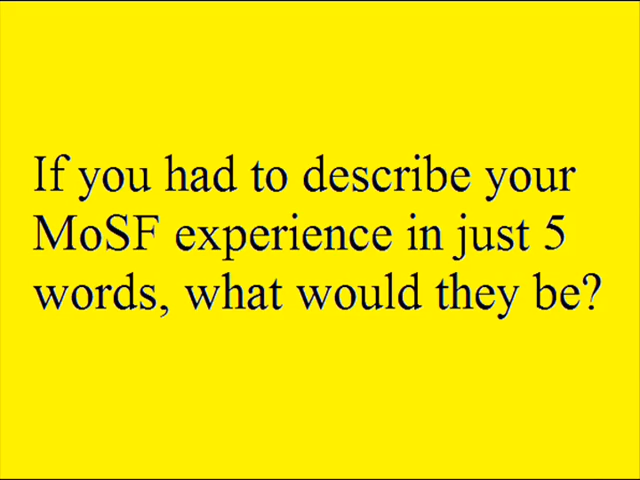 If you had to describe your
MoSF experience in just 5
words, what would they be?